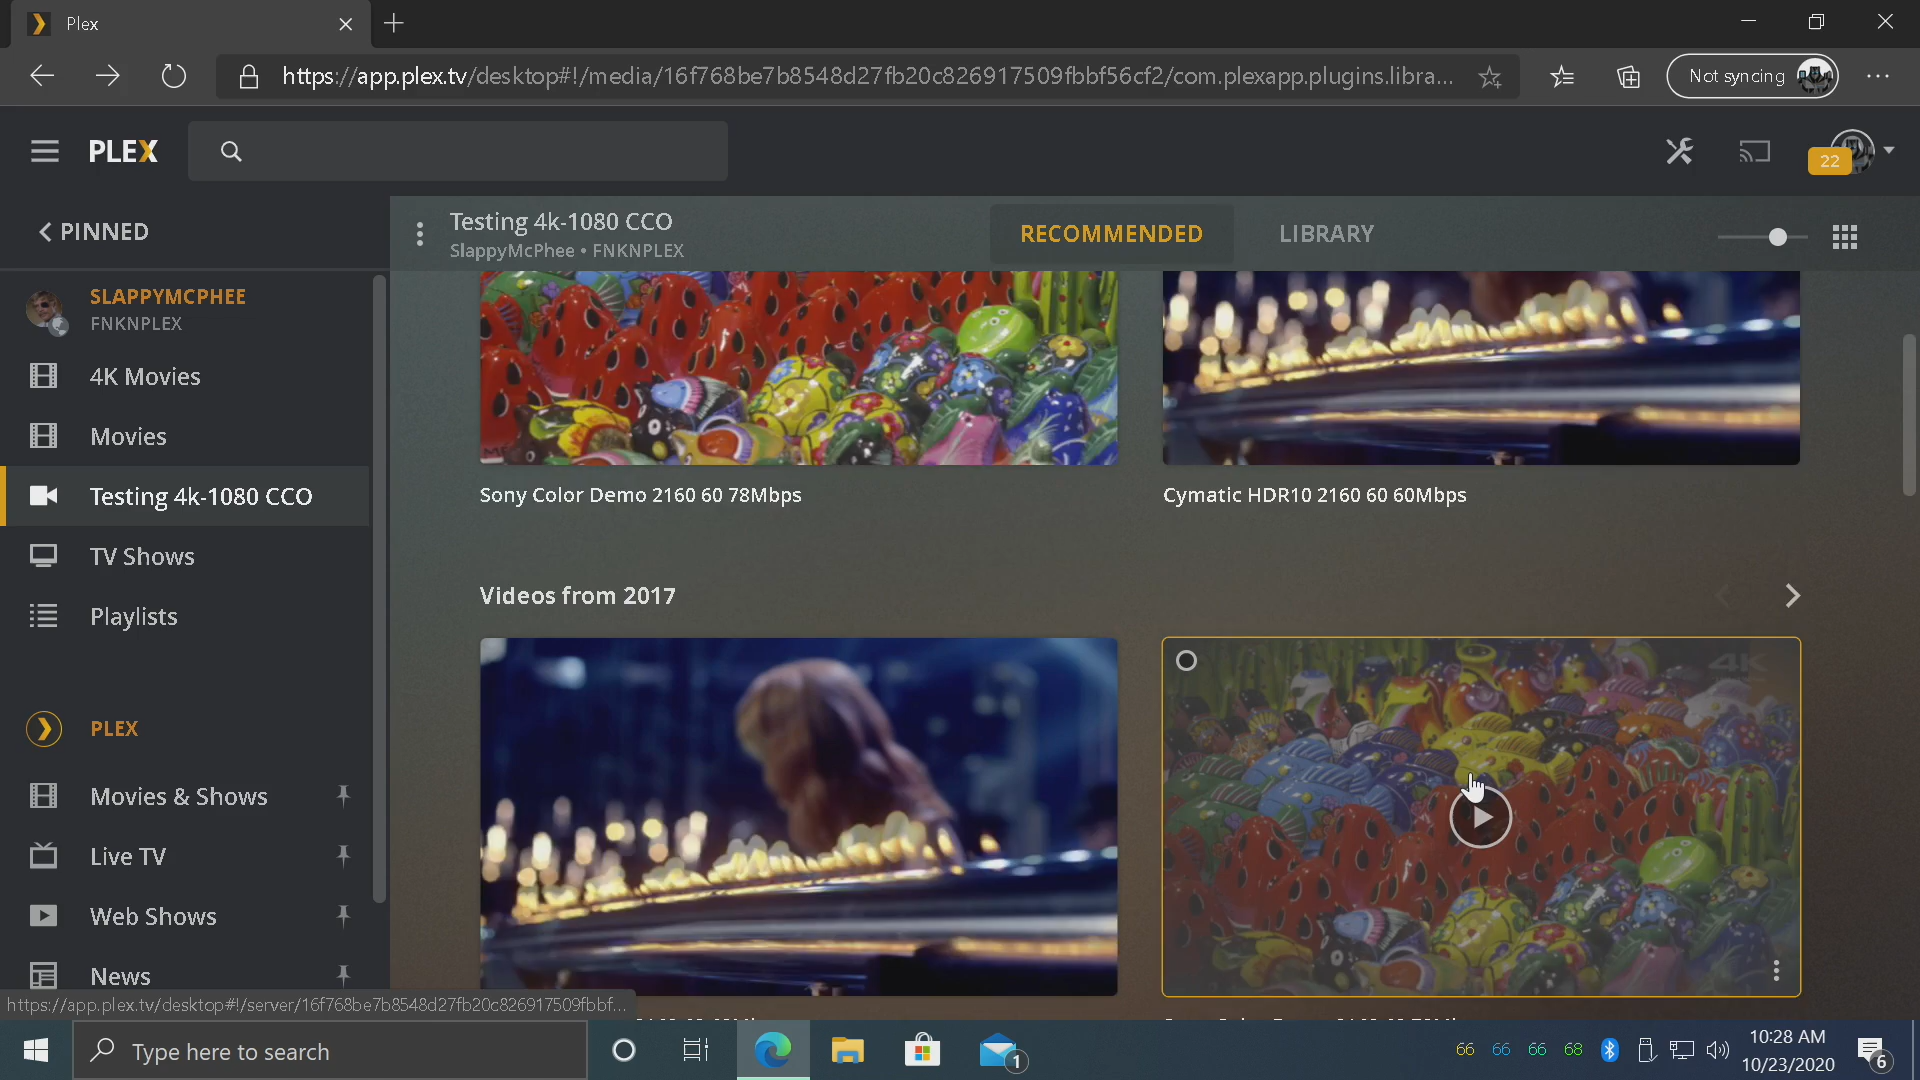 Plex
https://app.plex.tv/desktop#!/media/16f768be7b8548d27fb20c826917509fbbf56cf2/com.plexapp.plugins.libra...
Not syncing
PLEX
22
PINNED
Testing 4k-1080 CCO
SlappyMcPhee • FNKNPLEX
RECOMMENDED
LIBRARY
SLAPPYMCPHEE
FNKNPLEX
4K Movies
Movies
Testing 4k-1080 CCO
TV Shows
Playlists
PLEX
Movies & Shows
Live TV
Web Shows
News
Sony Color Demo 2160 60 78Mbps
Cymatic HDR10 2160 60 60Mbps
Videos from 2017
4K
https://app.plex.tv/desktop#!/server/16f768be7b8548d27fb20c826917509fbbf...
Type here to search
1
66 66 66 68
10:28 AM
10/23/2020
6